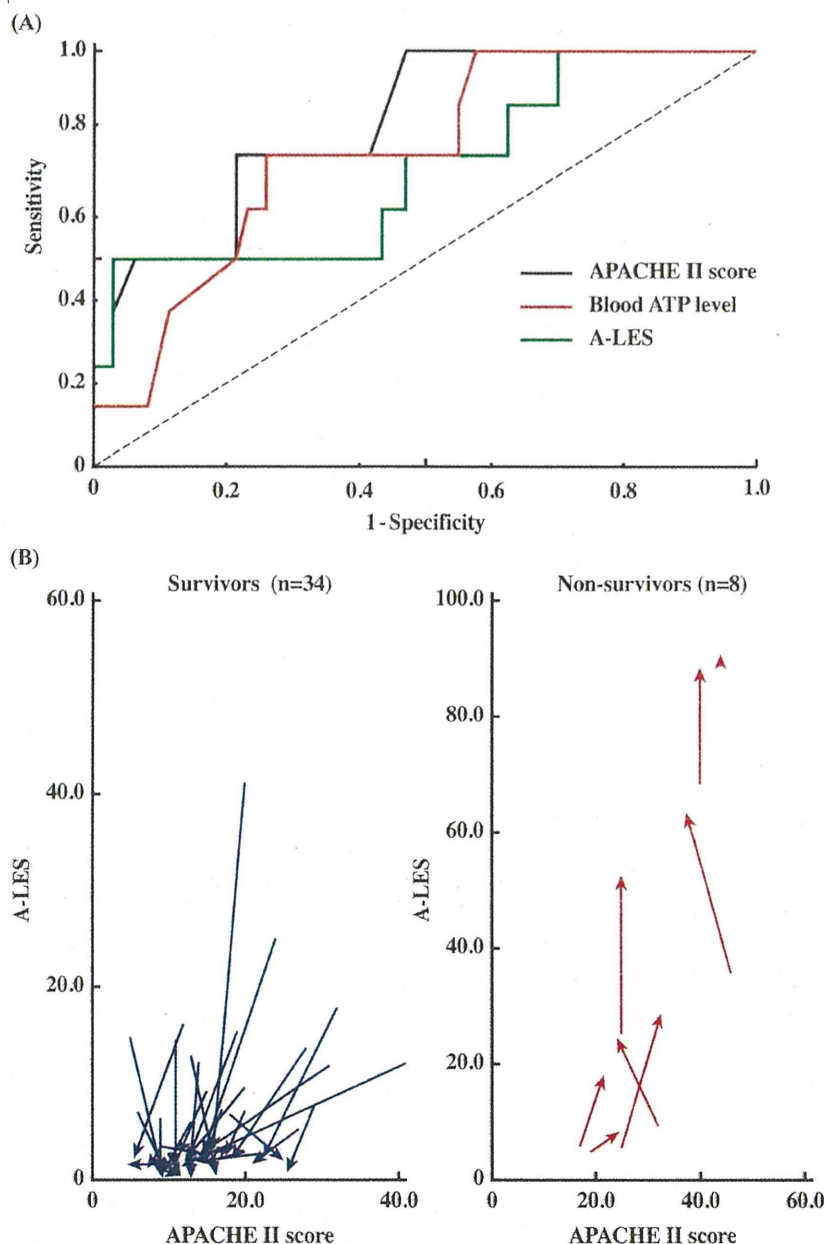 (A)
1.0
0.8
0.6
0.4
0.2
0
Sensitivity
APACHE II score
Blood ATP level
A-LES
0 0.2 0.4 0.6 0.8 1.0
1-Specificity
(B)
Survivors (n=34)
60.0
40.0
20.0
0
A-LES
0 20.0 40.0
APACHE II score
Non-survivors (n=8)
100.0
80.0
60.0
40.0
20.0
0
A-LES
0 20.0 40.0 60.0
APACHE II score